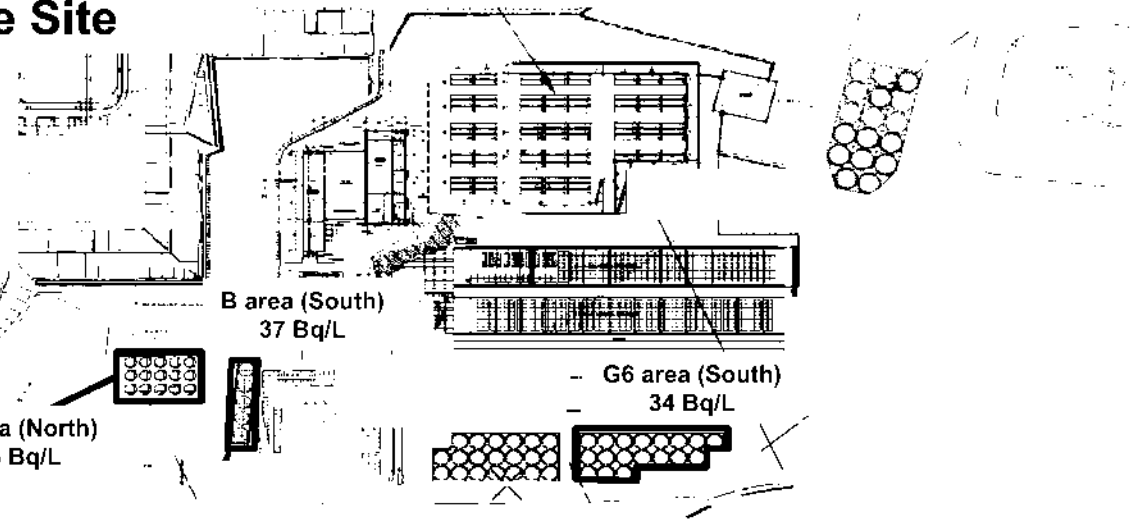 e Site
B area (South)
37 Bq/L
G6 area (South)
34 Bq/L
a (North)
Bq/L